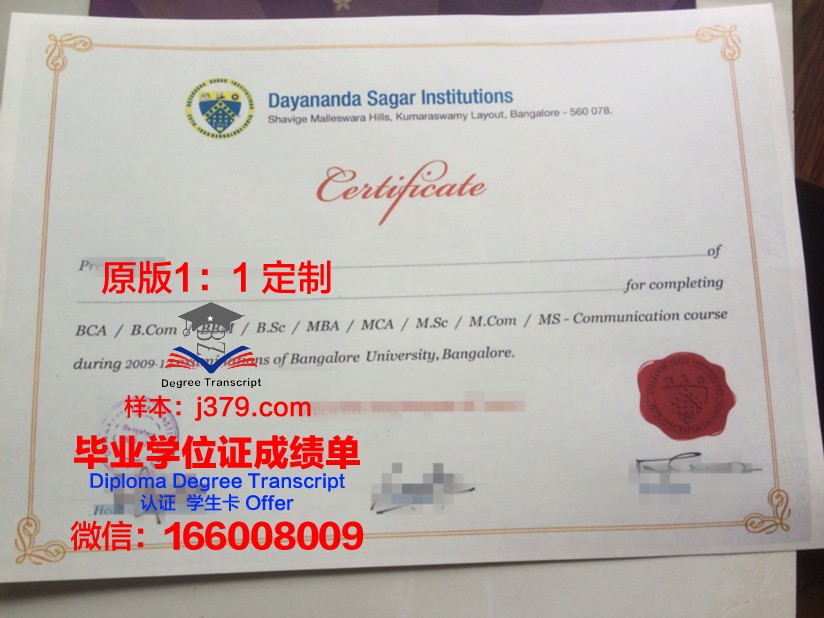 Dayananda Sagar Institutions
Shavige Malleswara Hills, Kumaraswamy Layout, Bangalore - 560 078.
Certificate
of
原版1：1 定制
for completing
BCA / B.Com / / B.Sc / MBA / MCA / M.Sc / M.Com / MS - Communication course
during 2009-1 of Bangalore University, Bangalore.
Degree Transcript
样本：j379.com
毕业学位证成绩单
Diploma Degree Transcript
认证 学生卡 Offer
微信：166008009